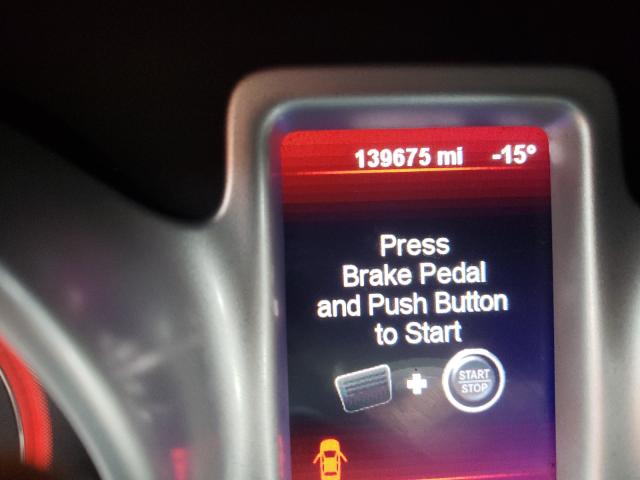 139675 mi -15°
Press
Brake Pedal
and Push Button
to Start
START
STOP